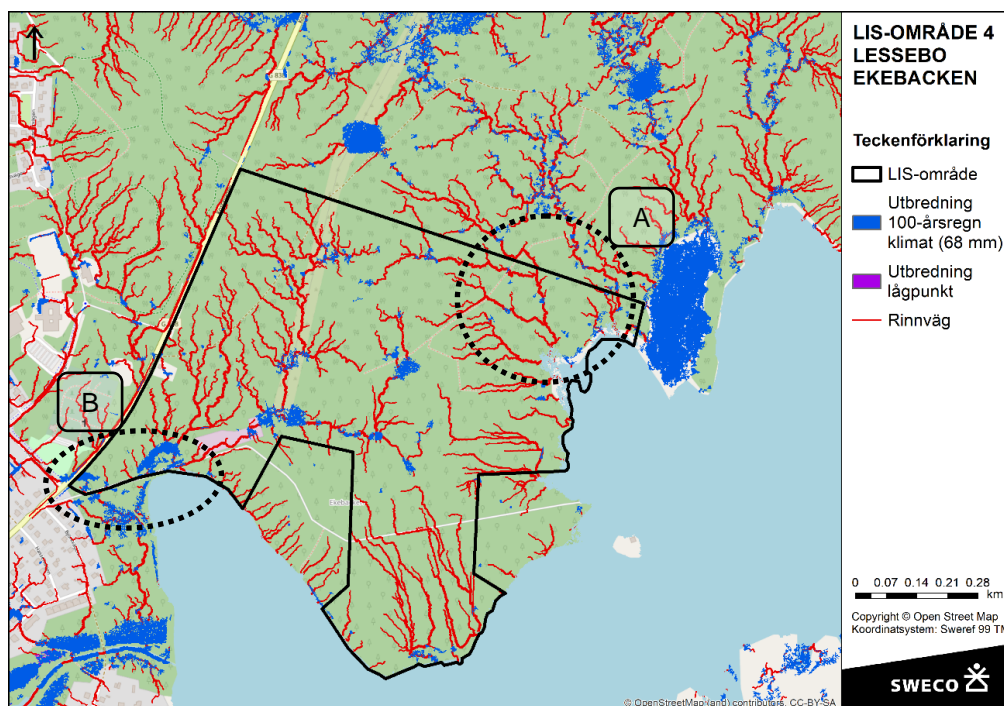 LIS-OMRÅDE 4
LESSEBO
EKEBACKEN
Teckenförklaring
LIS-område
Utbredning
100-årsregn
klimat (68 mm)
Utbredning
lågpunkt
Rinnväg
A
B
0 0.07 0.14 0.21 0.28
km
Copyright © Open Street Map
Koordinatsystem: Sweref 99 TM
SWECO
© OpenStreetMap (and) contributors, CC-BY-SA